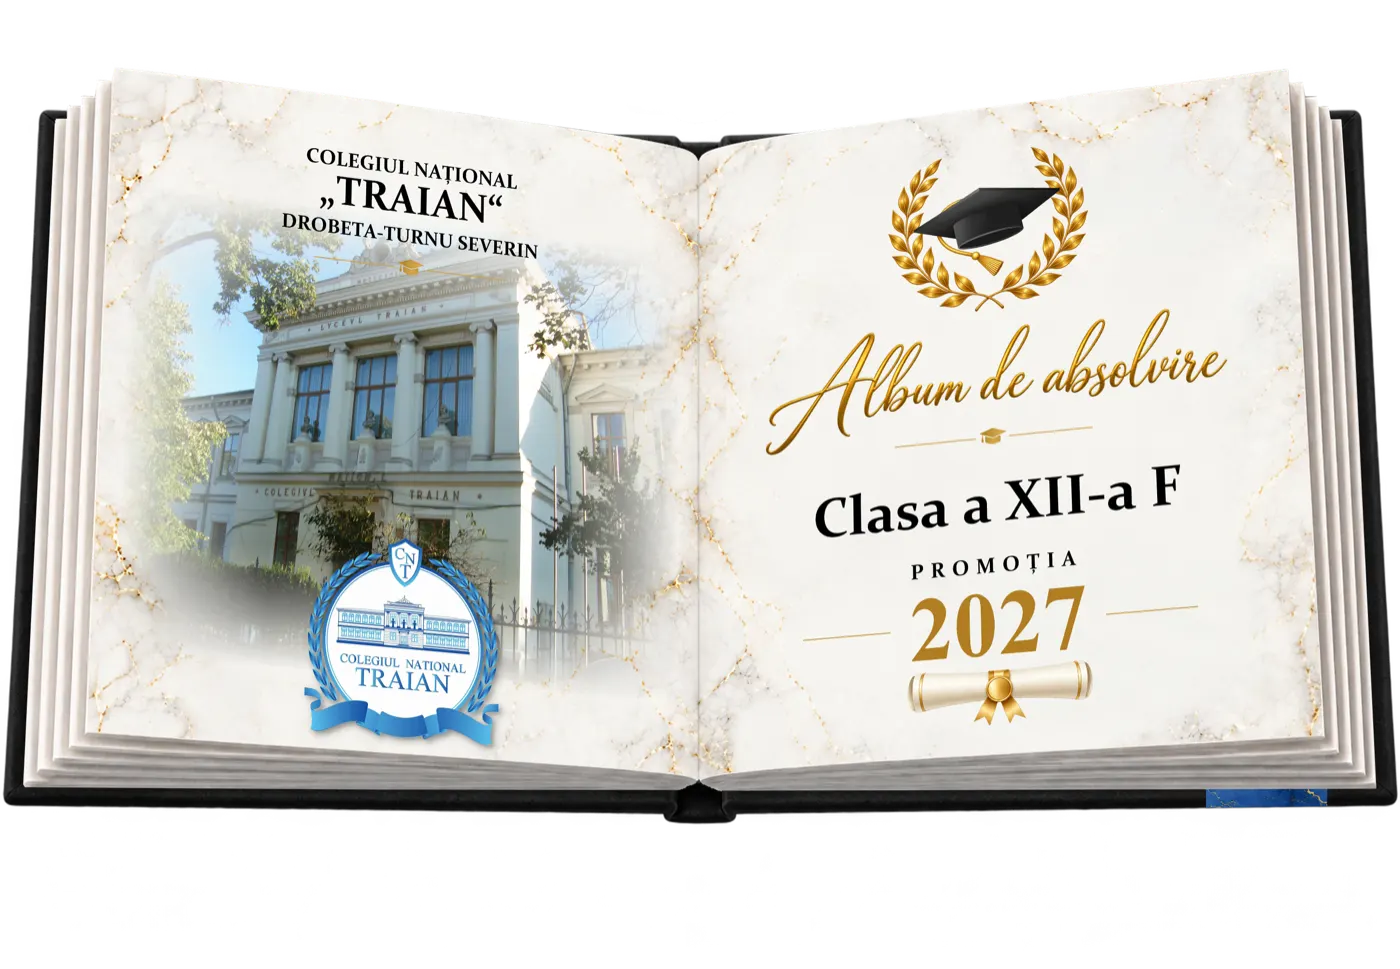 COLEGIUL NAȚIONAL
„TRAIAN“
DROBETA-TURNU SEVERIN
LYCEUL TRAIAN
COLEGIUL NAȚIONAL TRAIAN
CNT
COLEGIUL NATIONAL
TRAIAN
Album de absolvire
Clasa a XII-a F
PROMOȚIA
2027